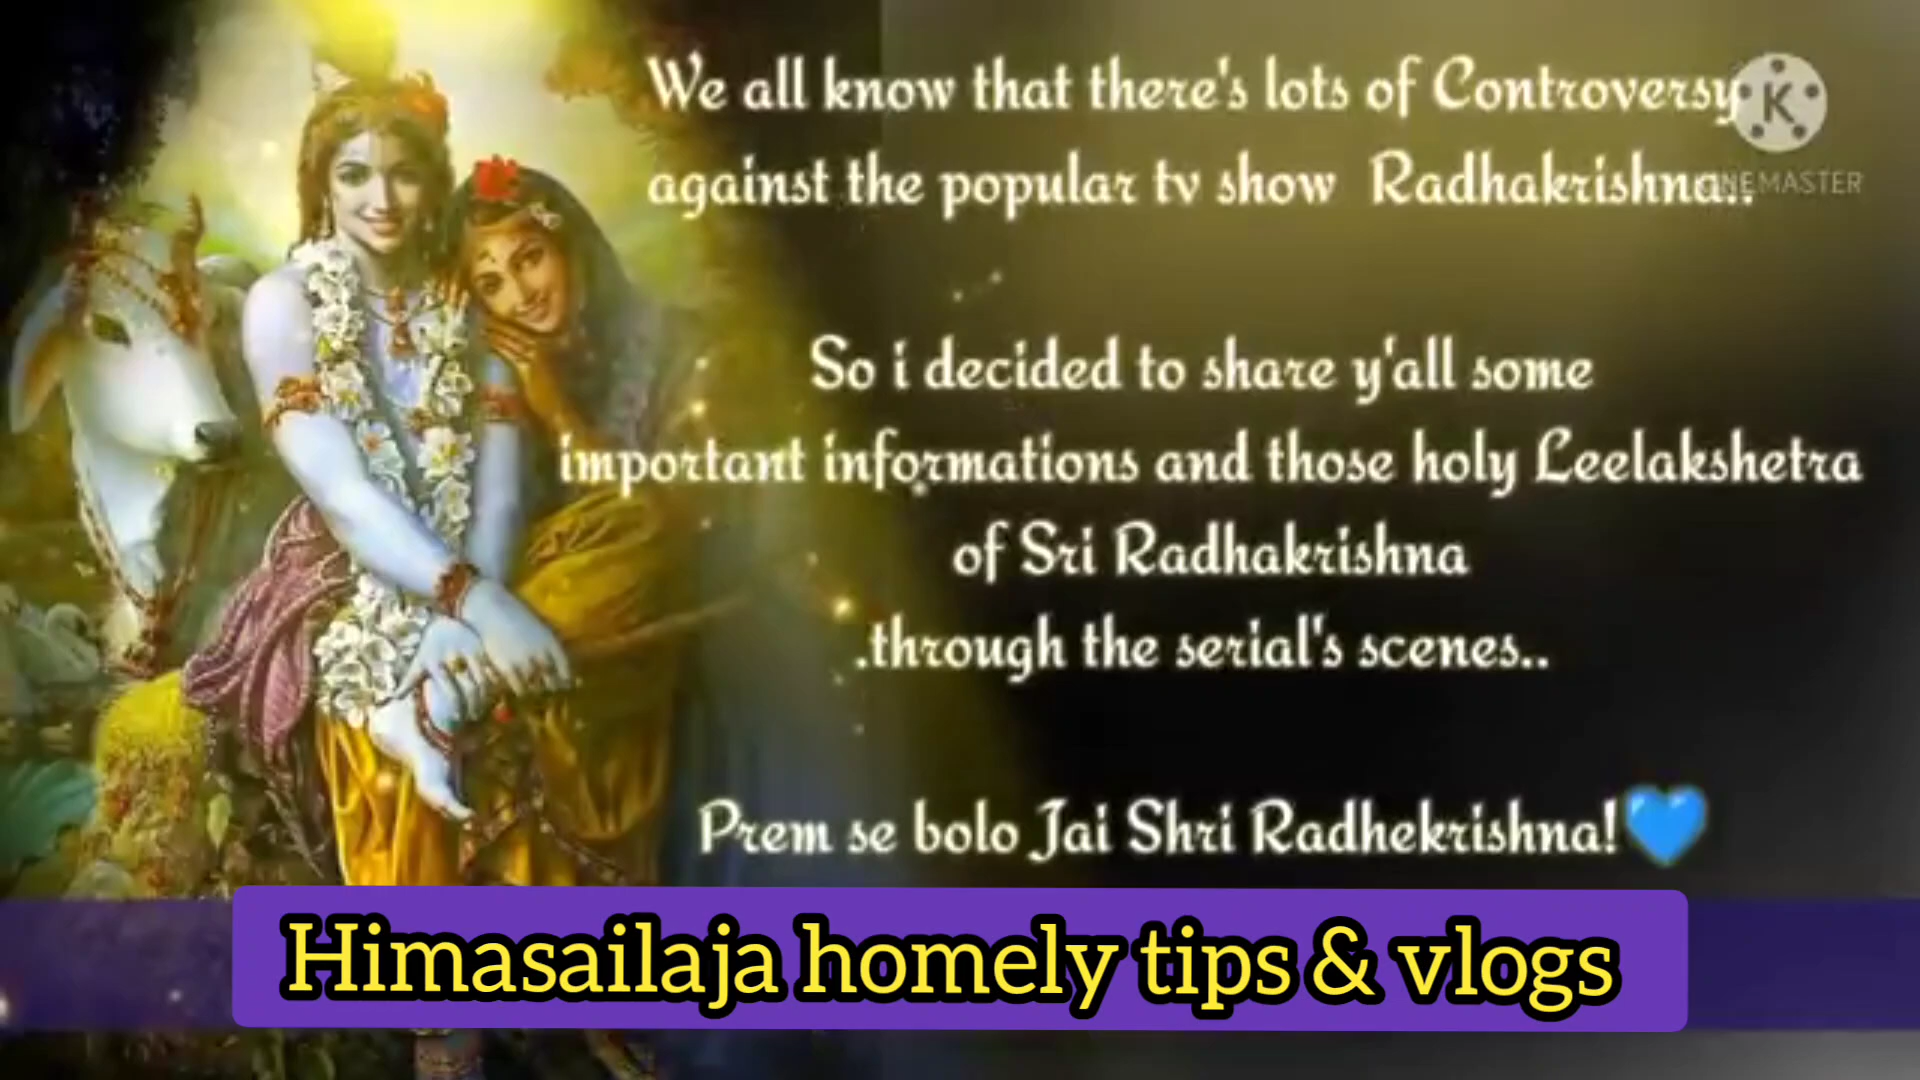 We all know that there's lots of Controversy
against the popular tv show Radhakrishna..
K
KINEMASTER
So i decided to share y'all some
important informations and those holy Leelakshetra
of Sri Radhakrishna
.through the serial's scenes..
Prem se bolo Jai Shri Radhekrishna!💙
Himasailaja homely tips & vlogs